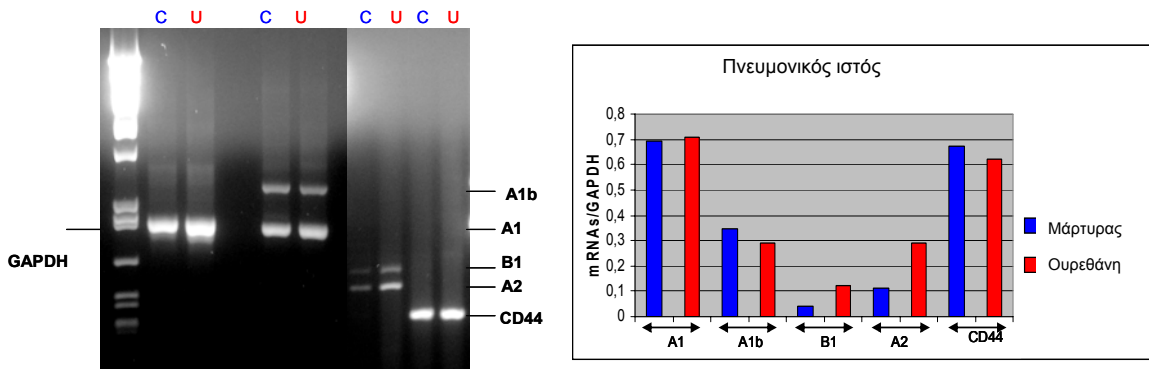 C U C U C U C U
A1b
A1
B1
A2
CD44
GAPDH
Πνευμονικός ιστός
mRNAs/GAPDH
0,8
0,7
0,6
0,5
0,4
0,3
0,2
0,1
0
A1 A1b B1 A2 CD44
Μάρτυρας
Ουρεθάνη